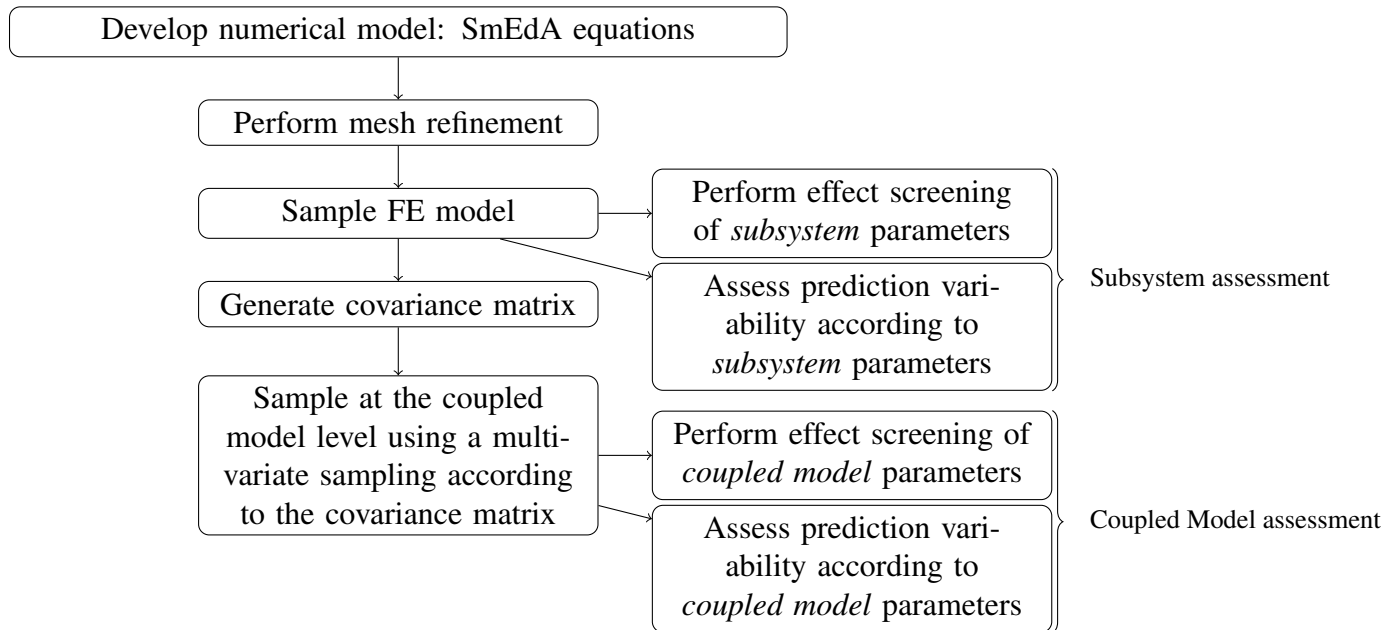 Develop numerical model: SmEdA equations
Perform mesh refinement
Sample FE model
Perform effect screening
of subsystem parameters
Assess prediction vari-
ability according to
subsystem parameters
Subsystem assessment
Generate covariance matrix
Sample at the coupled
model level using a multi-
variate sampling according
to the covariance matrix
Perform effect screening of
coupled model parameters
Assess prediction vari-
ability according to
coupled model parameters
Coupled Model assessment